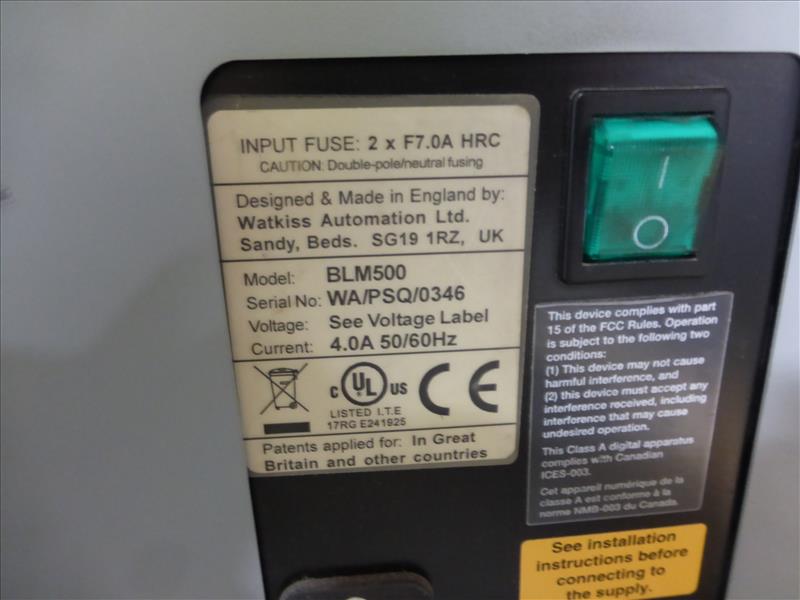 INPUT FUSE: 2 x F7.0A HRC
CAUTION: Double-pole/neutral fusing
Designed & Made in England by:
Watkiss Automation Ltd.
Sandy, Beds. SG19 1RZ, UK
Model: BLM500
Serial No: WA/PSQ/0346
Voltage: See Voltage Label
Current: 4.0A 50/60Hz
C UL US CE
LISTED I.T.E
17RG E241925
Patents applied for: In Great
Britain and other countries
This device complies with part
15 of the FCC Rules. Operation
is subject to the following two
conditions:
(1) This device may not cause
harmful interference, and
(2) this device must accept any
interference received, including
interference that may cause
undesired operation.
This Class A digital apparatus
complies with Canadian
ICES-003.
Cet appareil numérique de la
classe A est conforme à la
norme NMB-003 du Canada.
See installation
instructions before
connecting to
the supply.